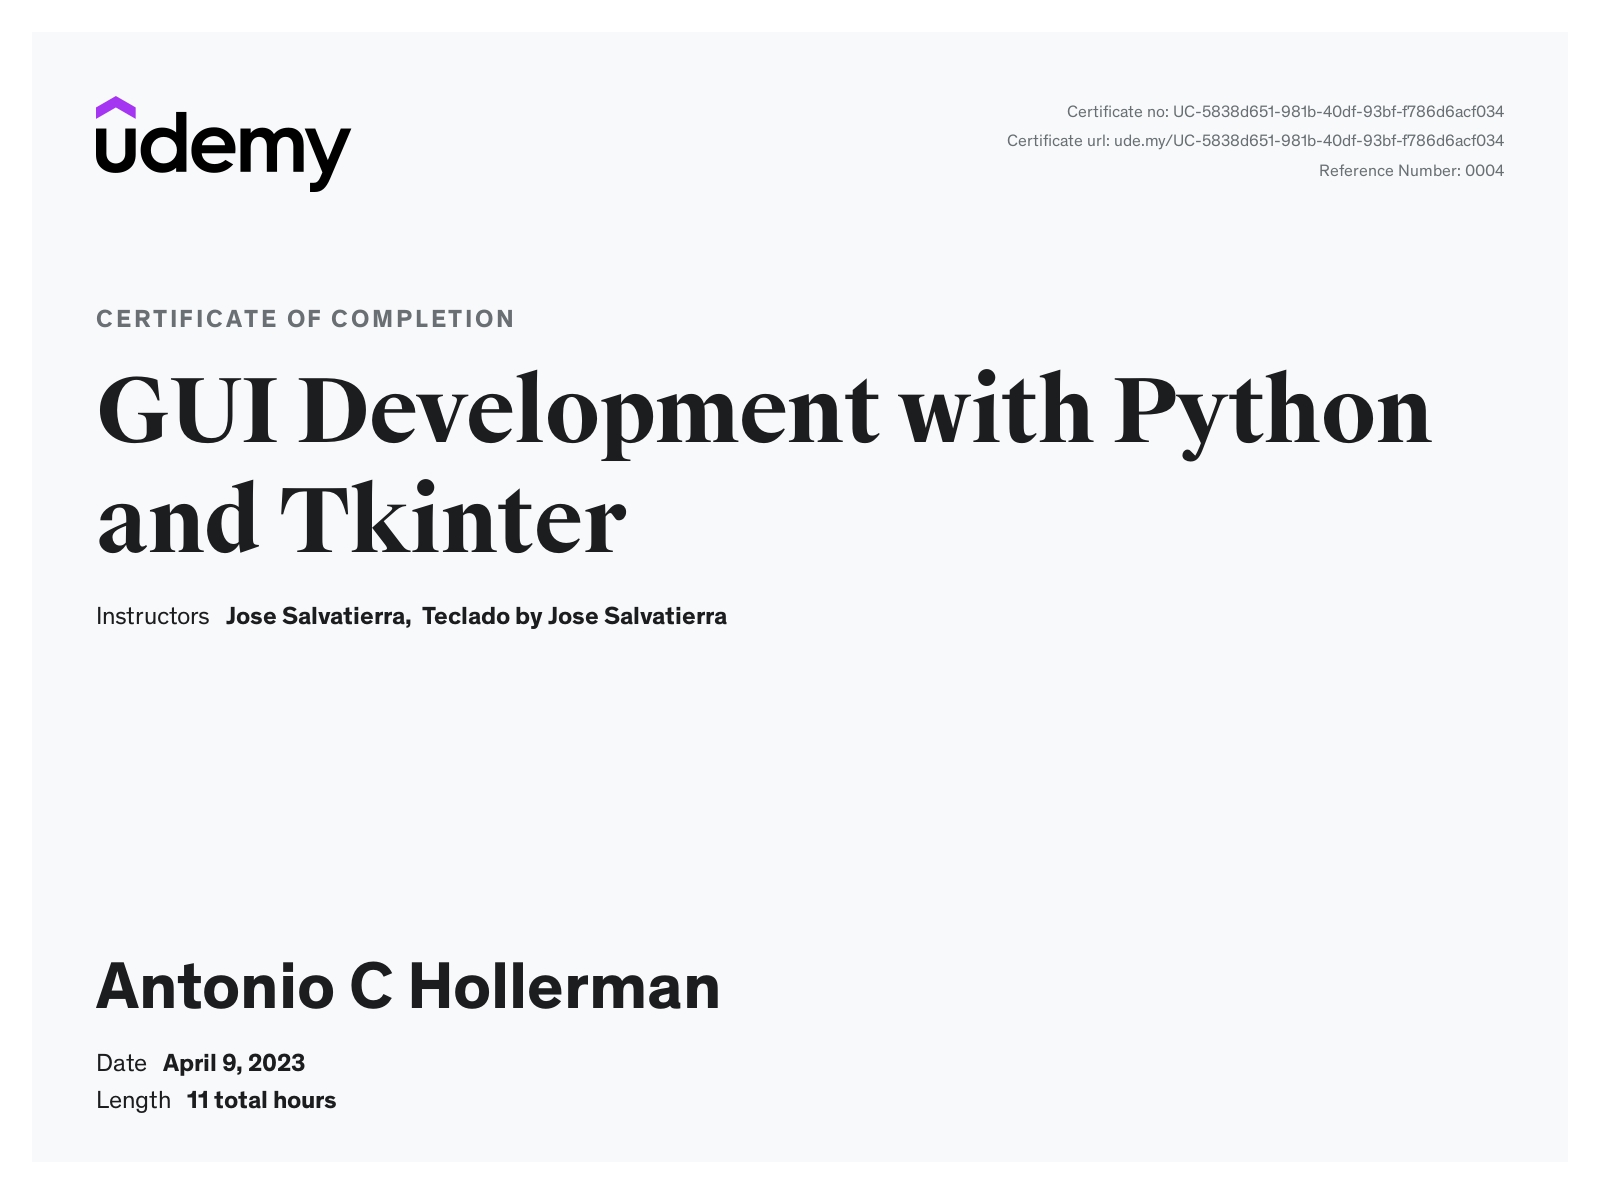 udemy
Certificate no: UC-5838d651-981b-40df-93bf-f786d6acf034
Certificate url: ude.my/UC-5838d651-981b-40df-93bf-f786d6acf034
Reference Number: 0004
CERTIFICATE OF COMPLETION
GUI Development with Python
and Tkinter
Instructors Jose Salvatierra, Teclado by Jose Salvatierra
Antonio C Hollerman
Date April 9, 2023
Length 11 total hours